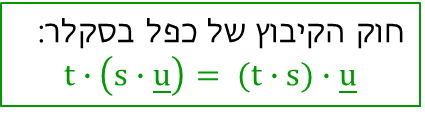 חוק הקיבוץ של כפל בסקלר:
t · (s · u) = (t · s) · u